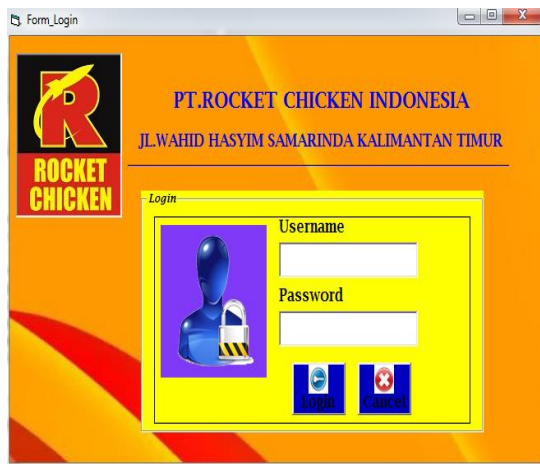 Form_Login
PT.ROCKET CHICKEN INDONESIA
JL.WAHID HASYIM SAMARINDA KALIMANTAN TIMUR
R
ROCKET
CHICKEN
Login
Username
Password
Login
Cancel